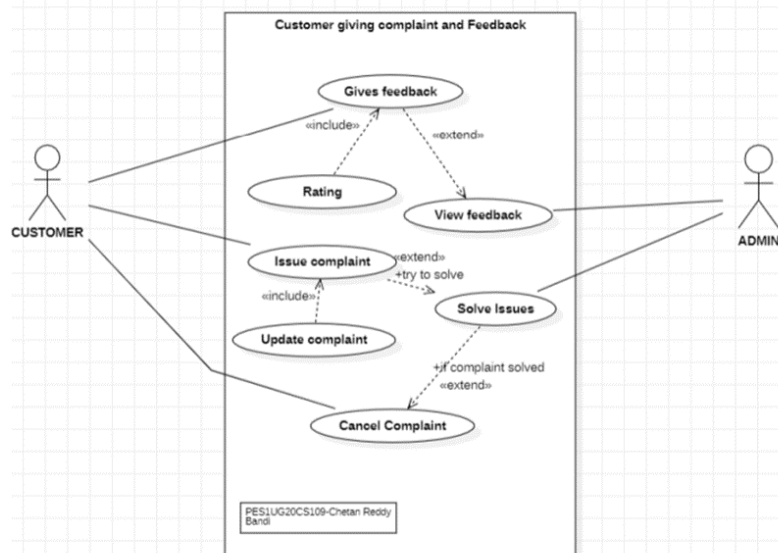 Customer giving complaint and Feedback
Gives feedback
«include»
«extend»
Rating
View feedback
CUSTOMER
ADMIN
Issue complaint
«extend»
+try to solve
«include»
Solve Issues
Update complaint
+if complaint solved
«extend»
Cancel Complaint
PES1UG20CS109-Chetan Reddy
Bandi